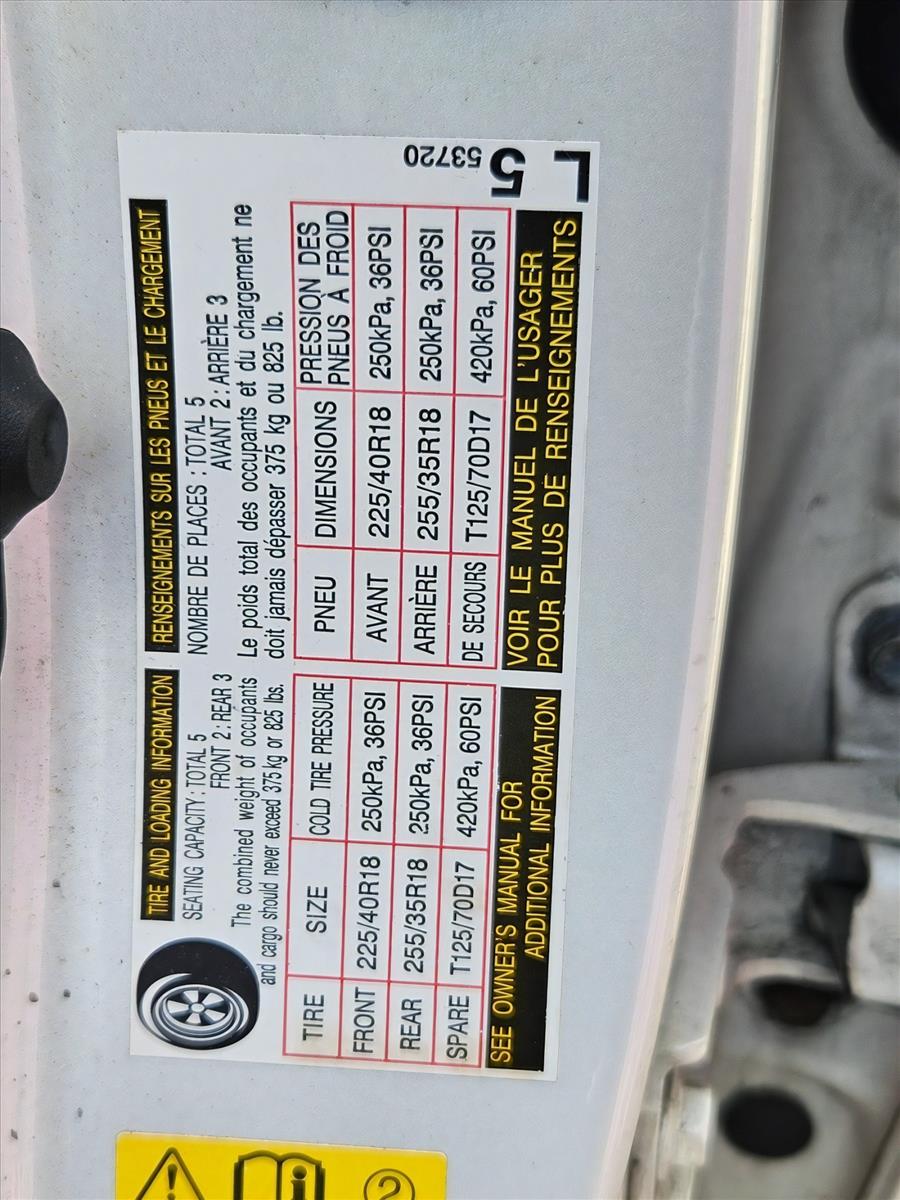 TIRE AND LOADING INFORMATION
SEATING CAPACITY : TOTAL 5
FRONT 2 : REAR 3
The combined weight of occupants
and cargo should never exceed 375 kg or 825 lbs.
TIRE SIZE COLD TIRE PRESSURE
FRONT 225/40R18 250kPa, 36PSI
REAR 255/35R18 250kPa, 36PSI
SPARE T125/70D17 420kPa, 60PSI
SEE OWNER'S MANUAL FOR
ADDITIONAL INFORMATION
RENSEIGNEMENTS SUR LES PNEUS ET LE CHARGEMENT
NOMBRE DE PLACES : TOTAL 5
AVANT 2 : ARRIÈRE 3
Le poids total des occupants et du chargement ne
doit jamais dépasser 375 kg ou 825 lb.
PNEU DIMENSIONS PRESSION DES
PNEUS À FROID
AVANT 225/40R18 250kPa, 36PSI
ARRIÈRE 255/35R18 250kPa, 36PSI
DE SECOURS T125/70D17 420kPa, 60PSI
VOIR LE MANUEL DE L'USAGER
POUR PLUS DE RENSEIGNEMENTS
53720
5
L
2